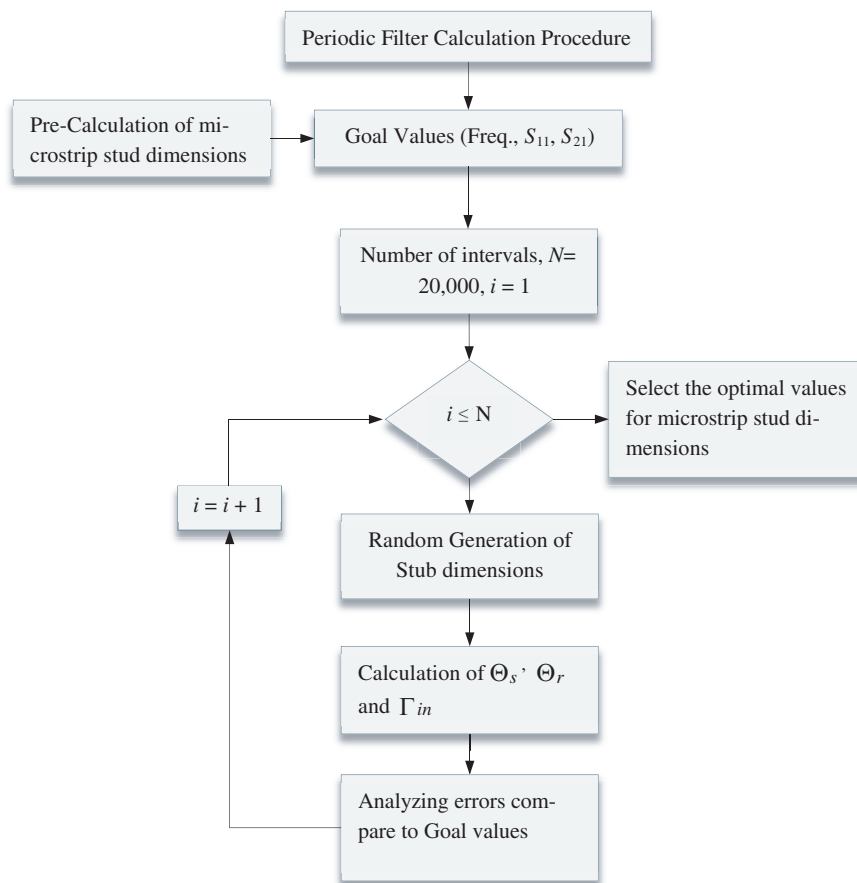 Periodic Filter Calculation Procedure
Pre-Calculation of mi-
crostrip stud dimensions
Goal Values (Freq., S₁₁, S₂₁)
Number of intervals, N=
20,000, i = 1
i ≤ N
Select the optimal values
for microstrip stud di-
mensions
i = i + 1
Random Generation of
Stub dimensions
Calculation of Θₛ, Θᵣ
and Γin
Analyzing errors com-
pare to Goal values